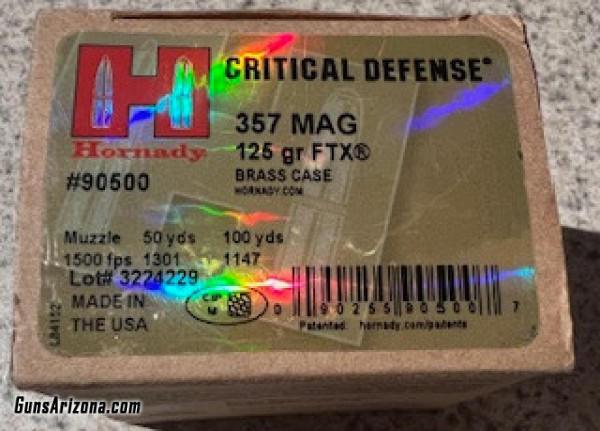 CRITICAL DEFENSE®
Hornady
357 MAG
125 gr FTX®
#90500
BRASS CASE
HORNADY.COM
Muzzle 50 yds 100 yds
1500 fps 1301 1147
Lot# 3224229
MADE IN
THE USA
CIP
M
0 90255 90500 7
Patented. hornady.com/patents
GunsArizona.com